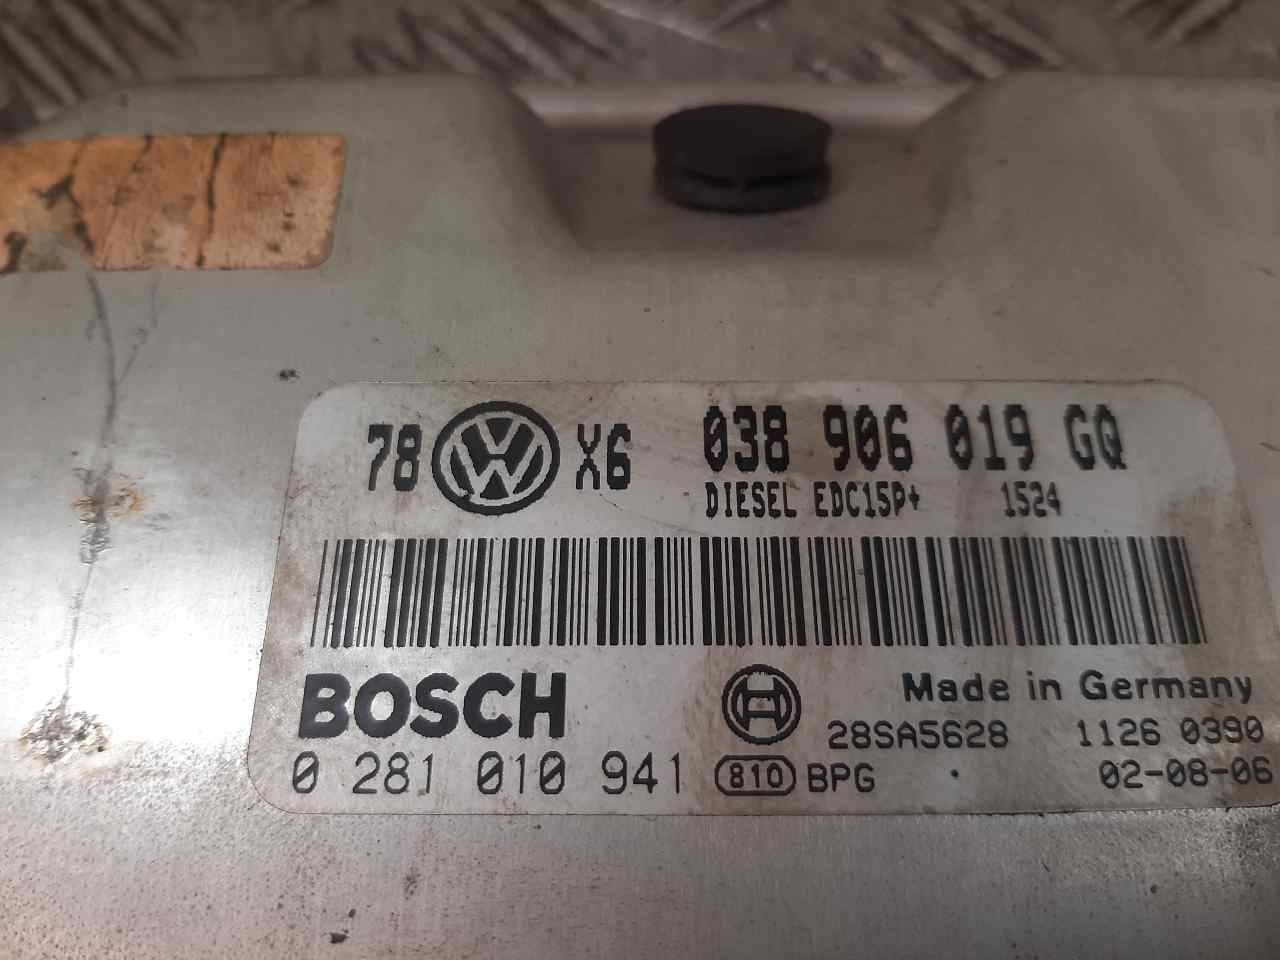 78 VW X6 038 906 019 GQ
DIESEL EDC15P+ 1524
BOSCH Made in Germany
28SA5628 1126 0390
0 281 010 941 810 BPG 02-08-06